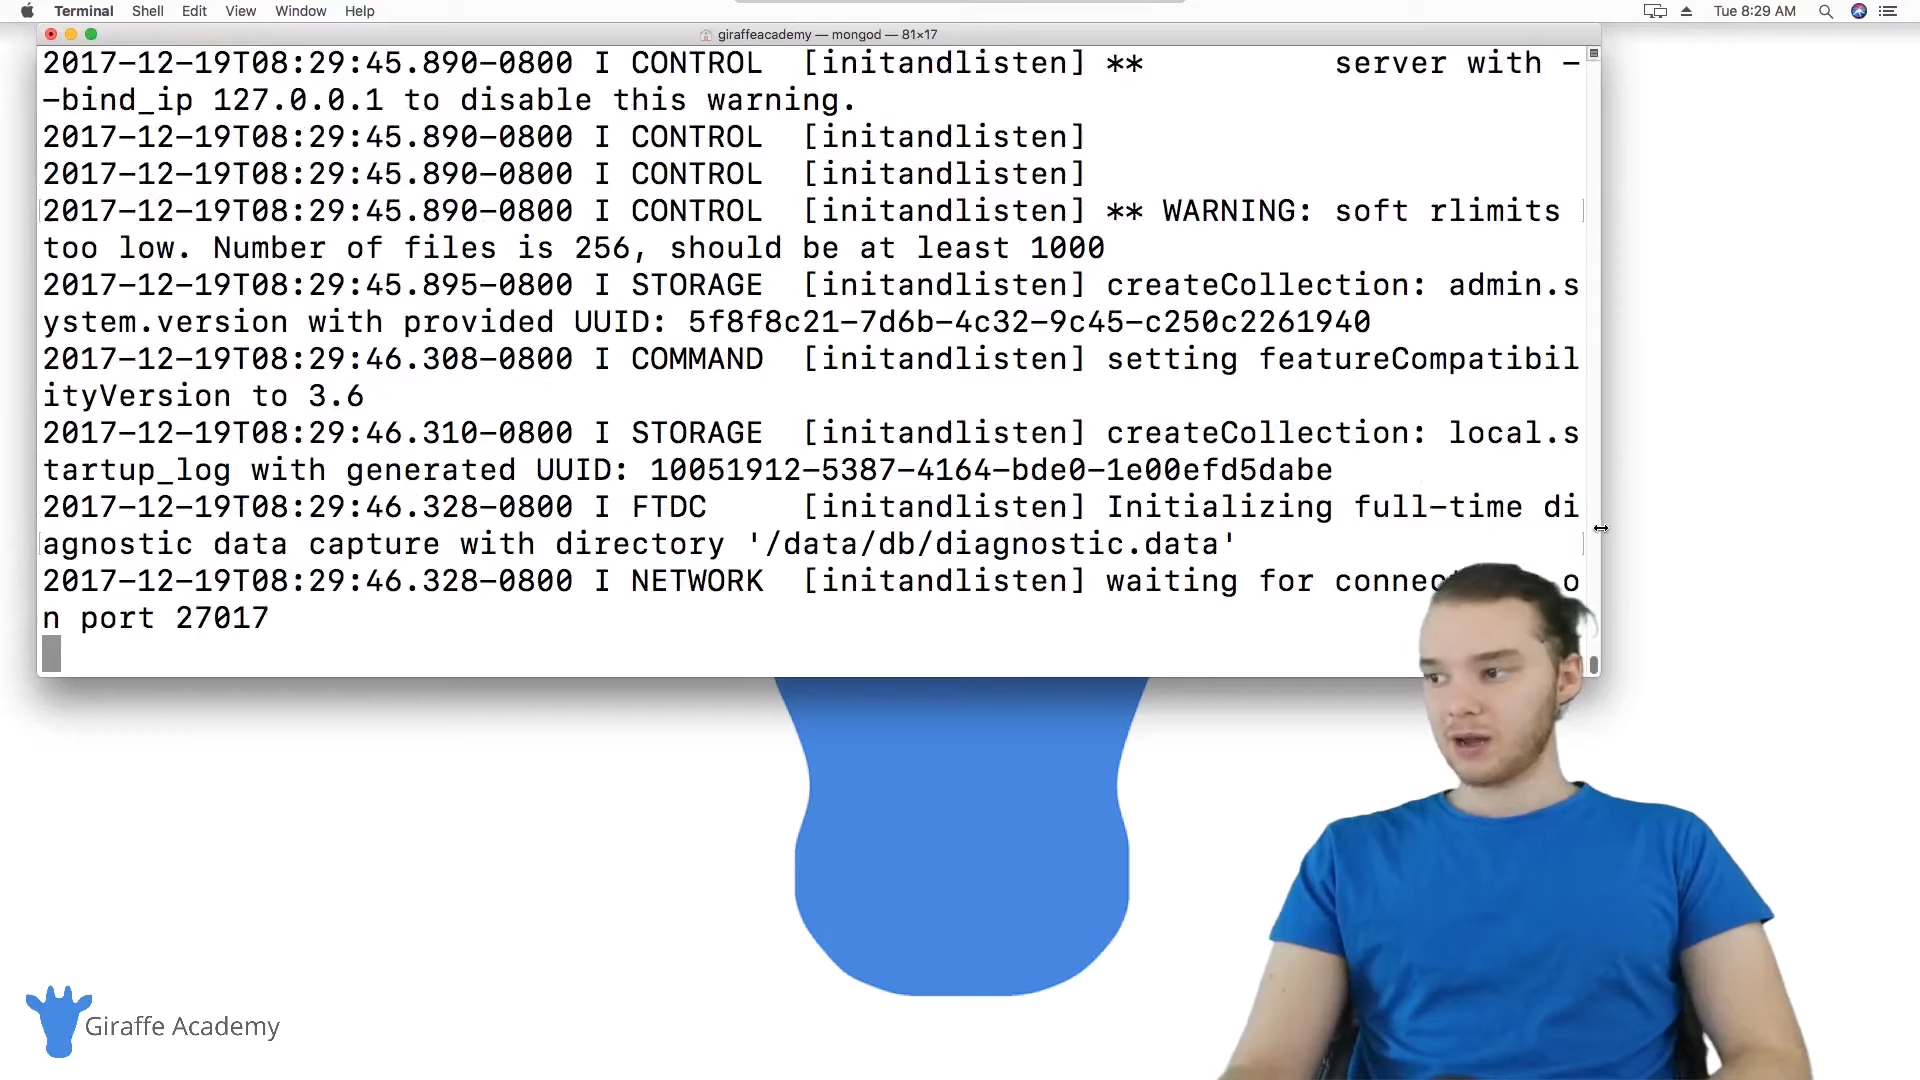 Terminal Shell Edit View Window Help Tue 8:29 AM
giraffeacademy — mongod — 81×17
2017-12-19T08:29:45.890-0800 I CONTROL  [initandlisten] **          server with -
-bind_ip 127.0.0.1 to disable this warning.
2017-12-19T08:29:45.890-0800 I CONTROL  [initandlisten]
2017-12-19T08:29:45.890-0800 I CONTROL  [initandlisten]
2017-12-19T08:29:45.890-0800 I CONTROL  [initandlisten] ** WARNING: soft rlimits
too low. Number of files is 256, should be at least 1000
2017-12-19T08:29:45.895-0800 I STORAGE  [initandlisten] createCollection: admin.s
ystem.version with provided UUID: 5f8f8c21-7d6b-4c32-9c45-c250c2261940
2017-12-19T08:29:46.308-0800 I COMMAND  [initandlisten] setting featureCompatibil
ityVersion to 3.6
2017-12-19T08:29:46.310-0800 I STORAGE  [initandlisten] createCollection: local.s
tartup_log with generated UUID: 10051912-5387-4164-bde0-1e00efd5dabe
2017-12-19T08:29:46.328-0800 I FTDC     [initandlisten] Initializing full-time di
agnostic data capture with directory '/data/db/diagnostic.data'
2017-12-19T08:29:46.328-0800 I NETWORK  [initandlisten] waiting for o
n port 27017
Giraffe Academy